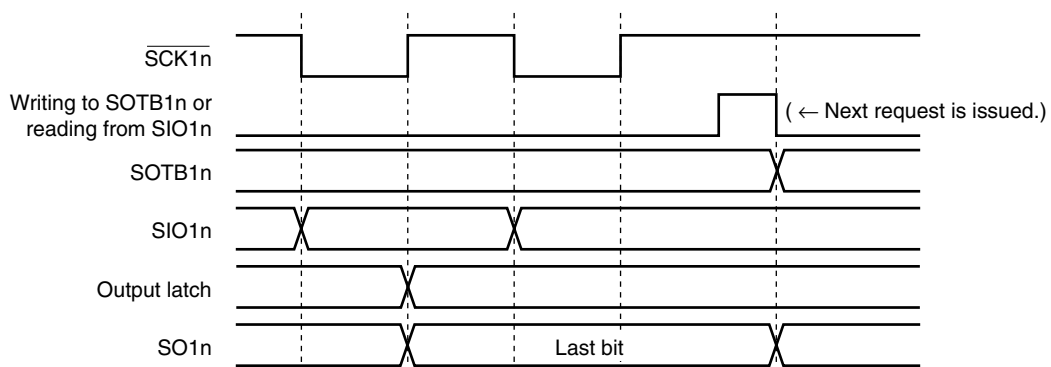 SCK1n
Writing to SOTB1n or
reading from SIO1n
( ← Next request is issued.)
SOTB1n
SIO1n
Output latch
SO1n
Last bit